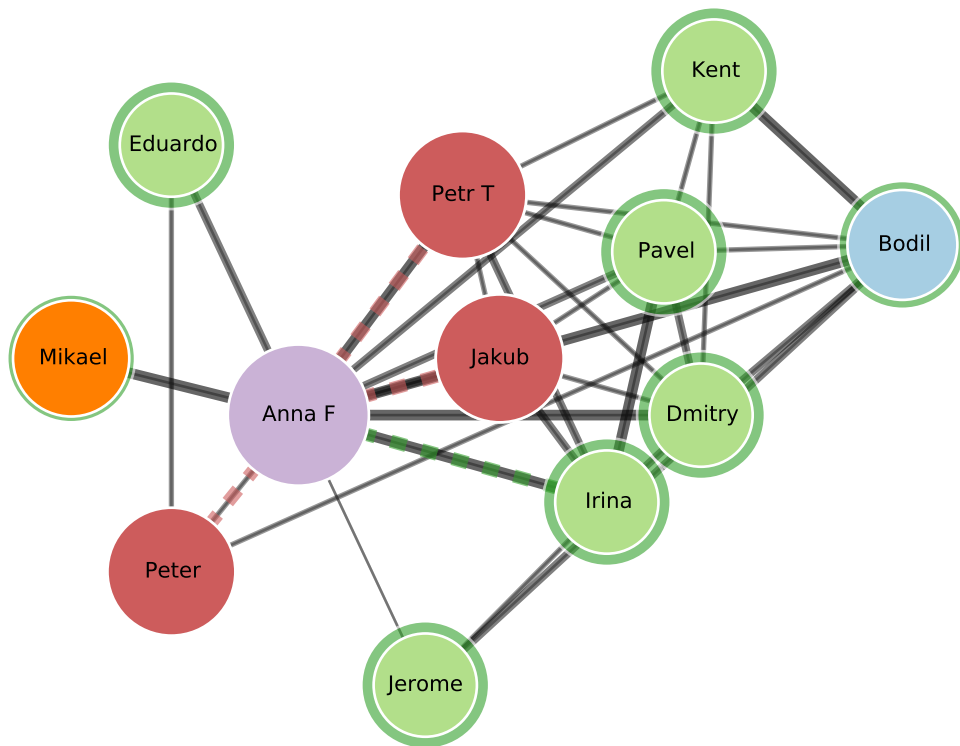 Kent
Eduardo
Petr T
Bodil
Pavel
Mikael
Jakub
Anna F
Dmitry
Irina
Peter
Jerome